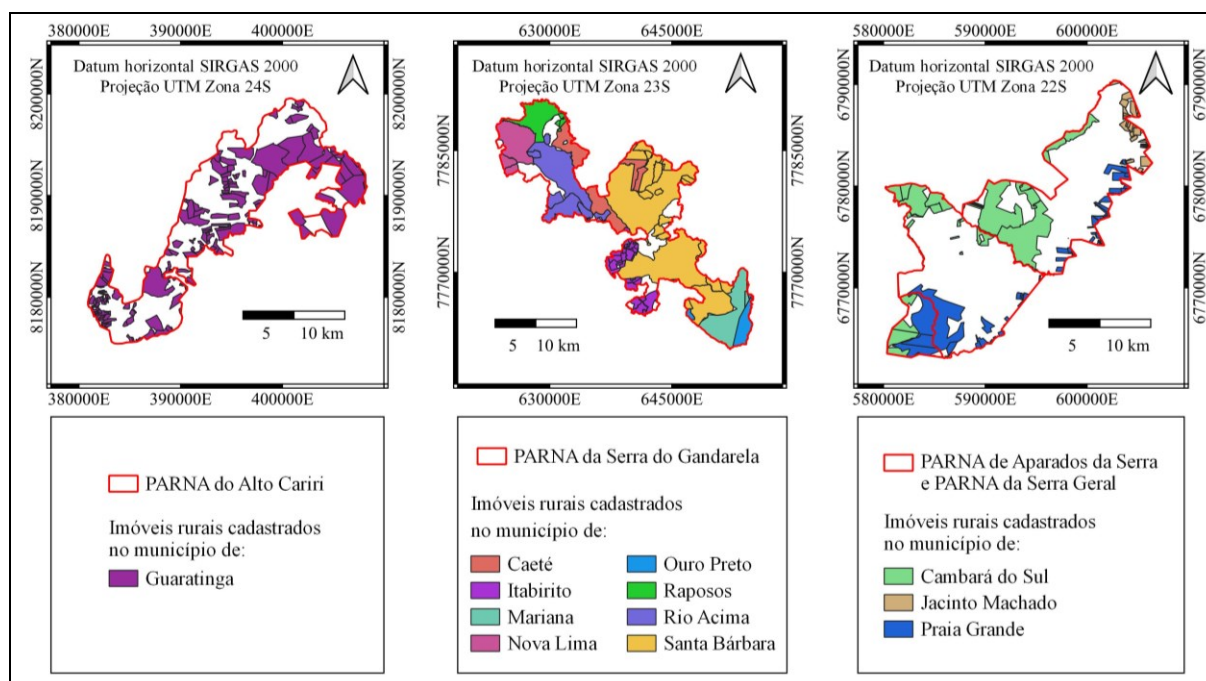 380000E 390000E 400000E
Datum horizontal SIRGAS 2000
Projeção UTM Zona 24S
8200000N
8190000N
8180000N
5 10 km
380000E 390000E 400000E
PARNA do Alto Cariri
Imóveis rurais cadastrados
no município de:
Guaratinga
630000E 645000E
Datum horizontal SIRGAS 2000
Projeção UTM Zona 23S
7785000N 7785000N
7770000N 7770000N
5 10 km
630000E 645000E
PARNA da Serra do Gandarela
Imóveis rurais cadastrados
no município de:
Caeté
Itabirito
Mariana
Nova Lima
Ouro Preto
Raposos
Rio Acima
Santa Bárbara
580000E 590000E 600000E
Datum horizontal SIRGAS 2000
Projeção UTM Zona 22S
6790000N
6780000N
6770000N
5 10 km
580000E 590000E 600000E
PARNA de Aparados da Serra
e PARNA da Serra Geral
Imóveis rurais cadastrados
no município de:
Cambará do Sul
Jacinto Machado
Praia Grande